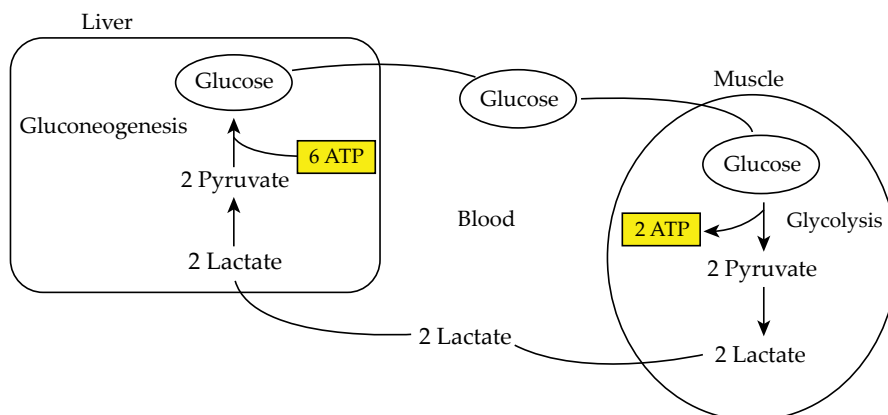 Liver
Glucose
Gluconeogenesis
6 ATP
2 Pyruvate
2 Lactate
Glucose
Blood
2 Lactate
Muscle
Glucose
2 ATP
Glycolysis
2 Pyruvate
2 Lactate